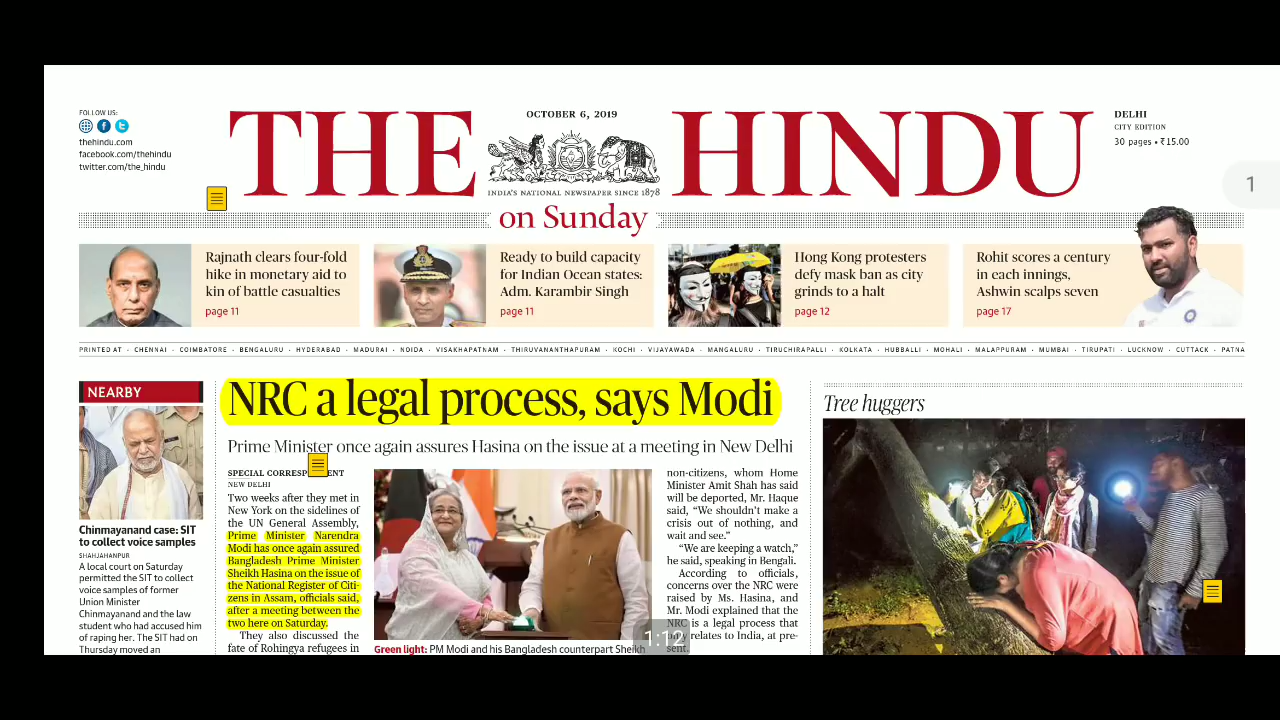 FOLLOW US:
thehindu.com
facebook.com/thehindu
twitter.com/the_hindu
THE HINDU
OCTOBER 6, 2019
INDIA'S NATIONAL NEWSPAPER SINCE 1878
on Sunday
DELHI
CITY EDITION
30 pages • ₹15.00
1
Rajnath clears four-fold
hike in monetary aid to
kin of battle casualties
page 11
Ready to build capacity
for Indian Ocean states:
Adm. Karambir Singh
page 11
Hong Kong protesters
defy mask ban as city
grinds to a halt
page 12
Rohit scores a century
in each innings,
Ashwin scalps seven
page 17
PRINTED AT · CHENNAI · COIMBATORE · BENGALURU · HYDERABAD · MADURAI · NOIDA · VISAKHAPATNAM · THIRUVANANTHAPURAM · KOCHI · VIJAYAWADA · MANGALURU · TIRUCHIRAPALLI · KOLKATA · HUBBALLI · MOHALI · MALAPPURAM · MUMBAI · TIRUPATI · LUCKNOW · CUTTACK · PATNA
NEARBY
Chinmayanand case: SIT
to collect voice samples
SHAHJAHANPUR
A local court on Saturday
permitted the SIT to collect
voice samples of former
Union Minister
Chinmayanand and the law
student who had accused him
of raping her. The SIT had on
Thursday moved an
NRC a legal process, says Modi
Prime Minister once again assures Hasina on the issue at a meeting in New Delhi
SPECIAL CORRESP ENT
NEW DELHI
Two weeks after they met in
New York on the sidelines of
the UN General Assembly,
Prime Minister Narendra
Modi has once again assured
Bangladesh Prime Minister
Sheikh Hasina on the issue of
the National Register of Citi-
zens in Assam, officials said,
after a meeting between the
two here on Saturday.
They also discussed the
fate of Rohingya refugees in
Green light: PM Modi and his Bangladesh counterpart Sheikh
non-citizens, whom Home
Minister Amit Shah has said
will be deported, Mr. Haque
said, “We shouldn't make a
crisis out of nothing, and
wait and see.”
“We are keeping a watch,”
he said, speaking in Bengali.
According to officials,
concerns over the NRC were
raised by Ms. Hasina, and
Mr. Modi explained that the
NRC is a legal process that
only relates to India, at pre-
sent.
1:12
Tree huggers